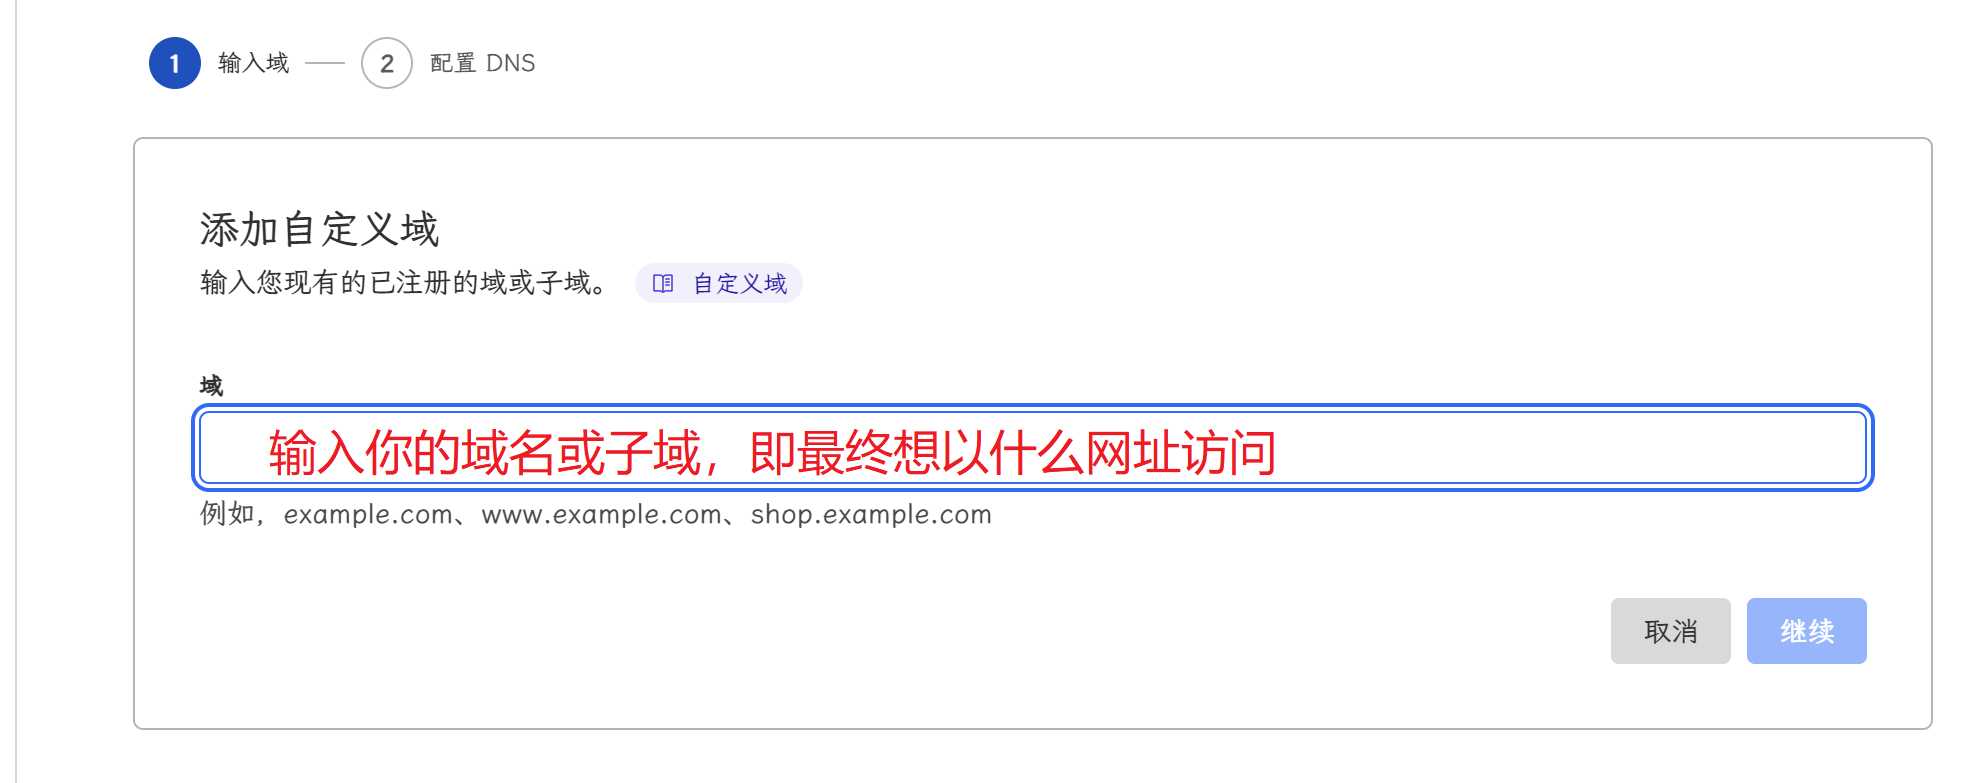 1 输入域 2 配置 DNS
添加自定义域
输入您现有的已注册的域或子域。 自定义域
域
输入你的域名或子域，即最终想以什么网址访问
例如，example.com、www.example.com、shop.example.com
取消 继续